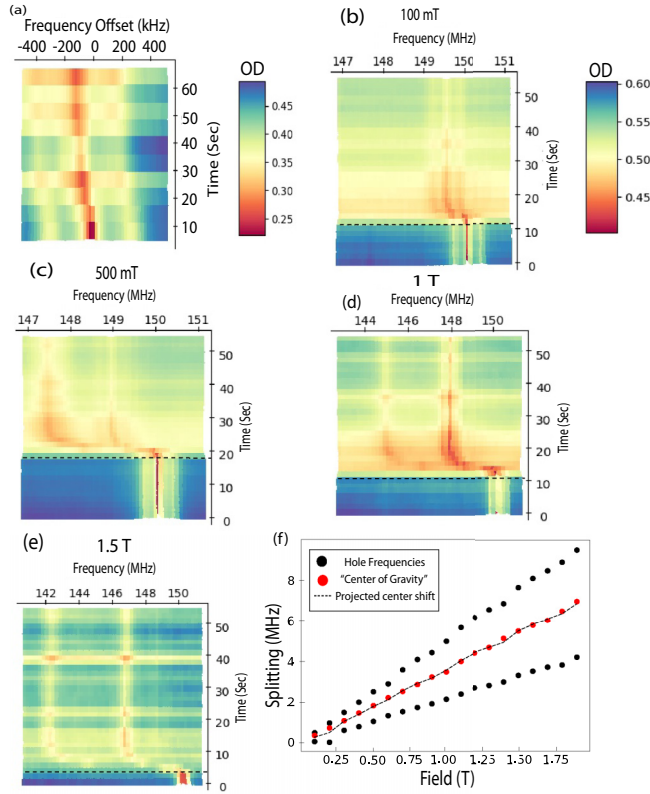 (a)
Frequency Offset (kHz)
-400 -200 0 200 400
60
50
40
30
20
10
Time (Sec)
OD
0.45
0.40
0.35
0.30
0.25
(b)
100 mT
Frequency (MHz)
147 148 149 150 151
50
40
30
20
10
0
Time (Sec)
OD
0.60
0.55
0.50
0.45
(c)
500 mT
Frequency (MHz)
147 148 149 150 151
50
40
30
20
10
0
Time (Sec)
1 T
(d)
Frequency (MHz)
144 146 148 150
50
40
30
20
10
0
Time (Sec)
(e)
1.5 T
Frequency (MHz)
142 144 146 148 150
50
40
30
20
10
0
Time (Sec)
(f)
Hole Frequencies
"Center of Gravity"
Projected center shift
Splitting (MHz)
8
6
4
2
0
0.25 0.50 0.75 1.00 1.25 1.50 1.75
Field (T)